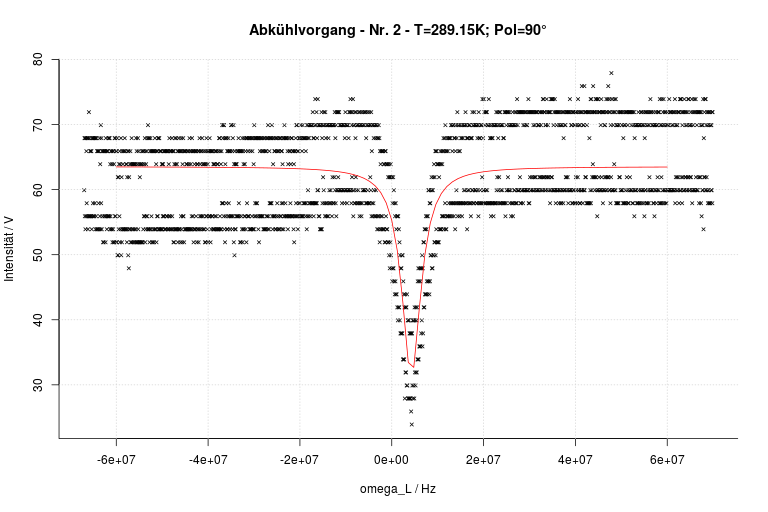 Abkühlvorgang - Nr. 2 - T=289.15K; Pol=90°
80
70
60
50
40
30
Intensität / V
-6e+07 -4e+07 -2e+07 0e+00 2e+07 4e+07 6e+07
omega_L / Hz